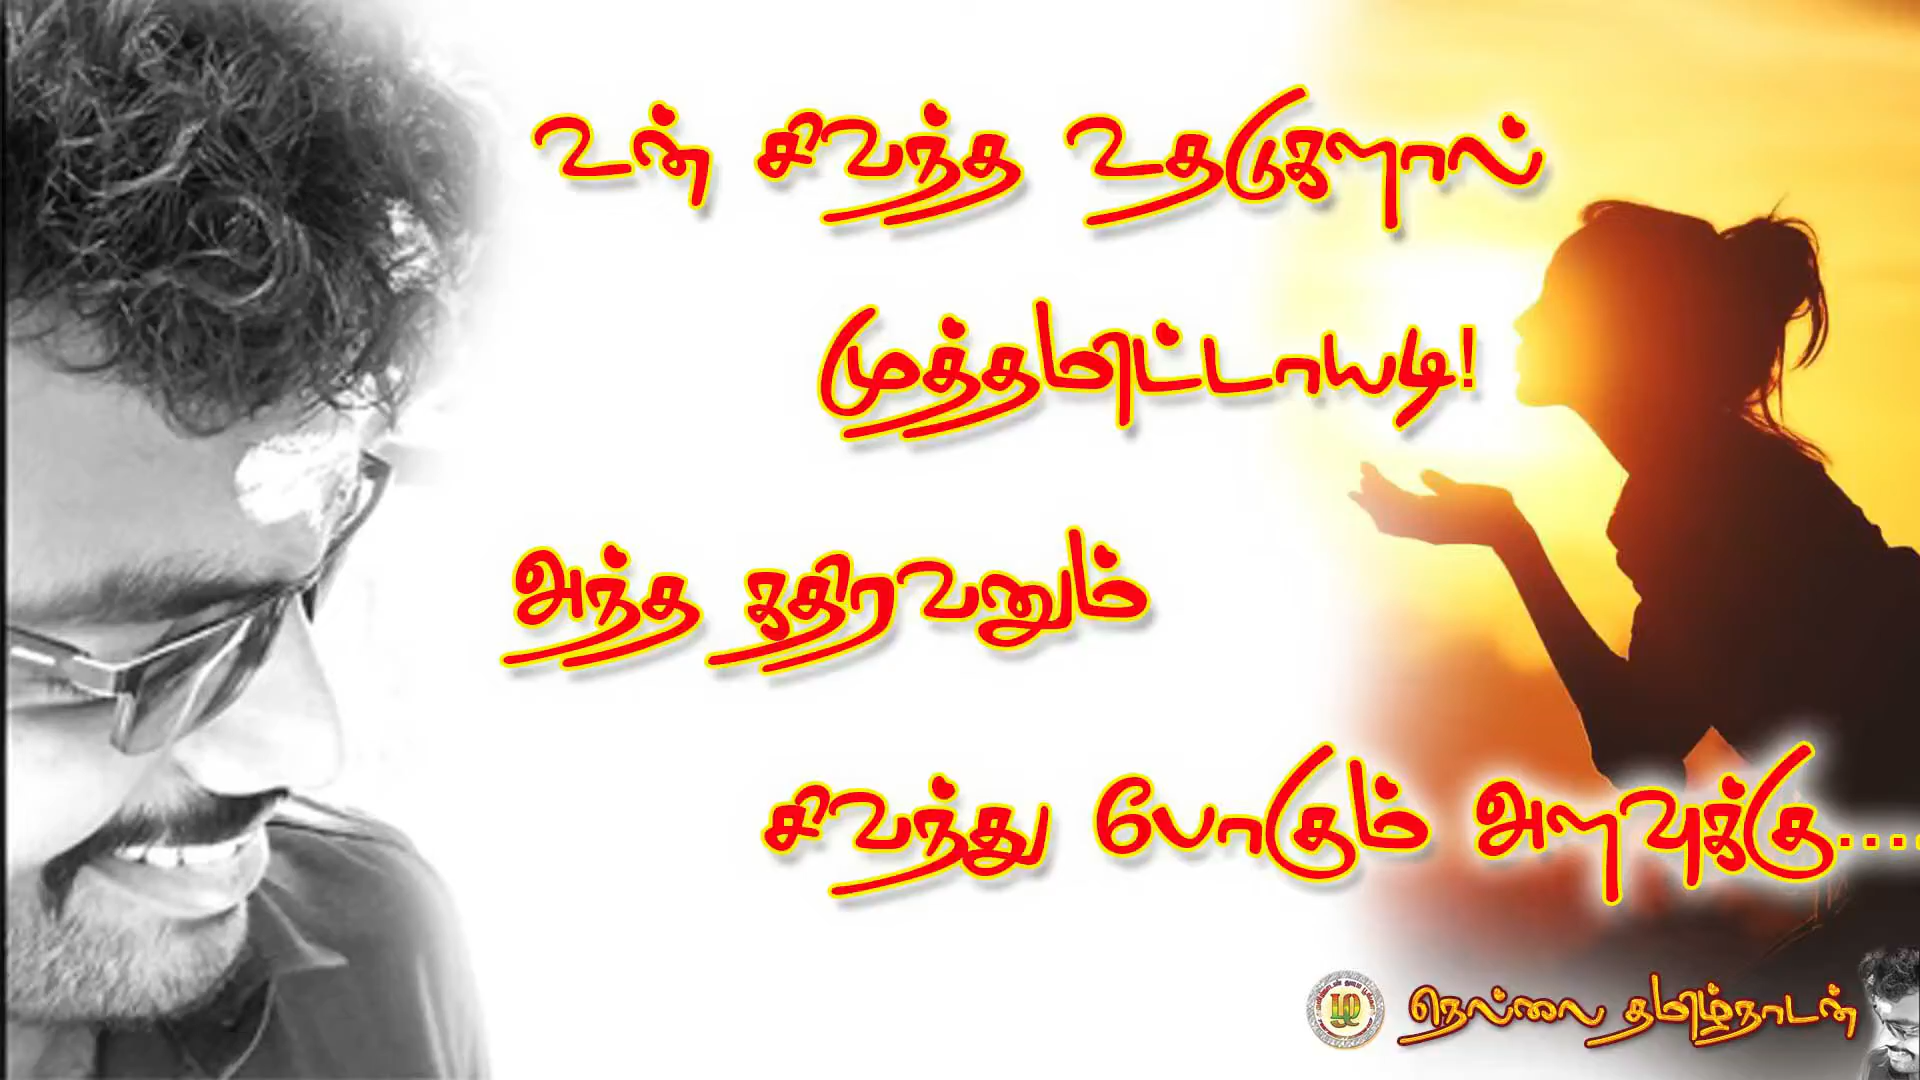 உன் சிவந்த உதடுகளால்
முத்தமிட்டாயடி!
அந்த கதிரவனும்
சிவந்து போகும் அளவுக்கு....
நெல்லை தமிழ்நாடன்